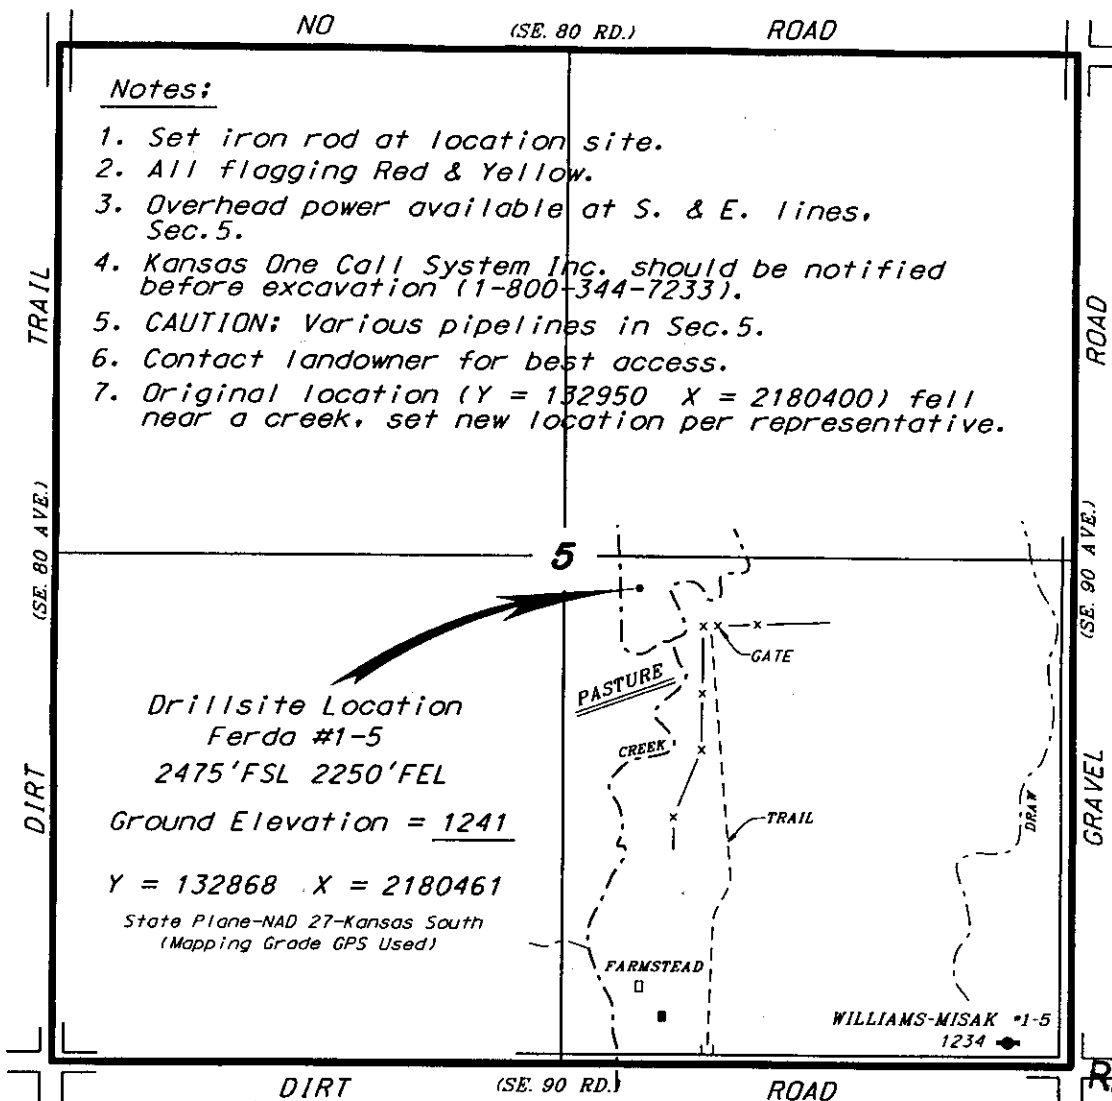 NO (SE. 80 RD.) ROAD
Notes:
1. Set iron rod at location site.
2. All flagging Red & Yellow.
3. Overhead power available at S. & E. lines,
Sec. 5.
4. Kansas One Call System Inc. should be notified
before excavation (1-800-344-7233).
5. CAUTION: Various pipelines in Sec. 5.
6. Contact landowner for best access.
7. Original location (Y = 132950 X = 2180400) fell
near a creek, set new location per representative.
TRAIL
(SE. 80 AVE.)
DIRT
ROAD
(SE. 90 AVE.)
GRAVEL
5
GATE
PASTURE
CREEK
TRAIL
DRAW
Drillsite Location
Ferda #1-5
2475'FSL 2250'FEL
Ground Elevation = 1241
Y = 132868 X = 2180461
State Plane-NAD 27-Kansas South
(Mapping Grade GPS Used)
FARMSTEAD
WILLIAMS-MISAK #1-5
1234
DIRT (SE. 90 RD.) ROAD